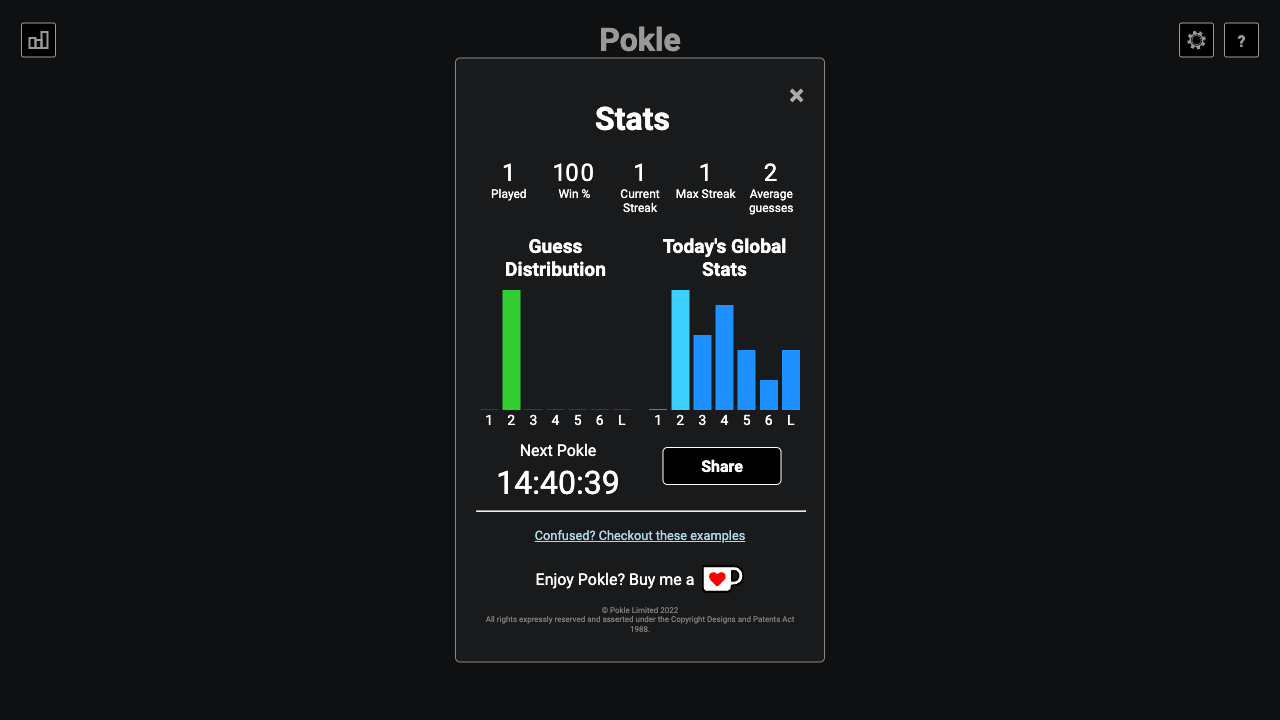 Pokle
?
×
Stats
1 100 1 1 2
Played Win % Current Streak Max Streak Average guesses
Guess Distribution
Today's Global Stats
1 2 3 4 5 6 L
1 2 3 4 5 6 L
Next Pokle
14:40:39
Share
Confused? Checkout these examples
Enjoy Pokle? Buy me a
© Pokle Limited 2022
All rights expressly reserved and asserted under the Copyright Designs and Patents Act
1988.